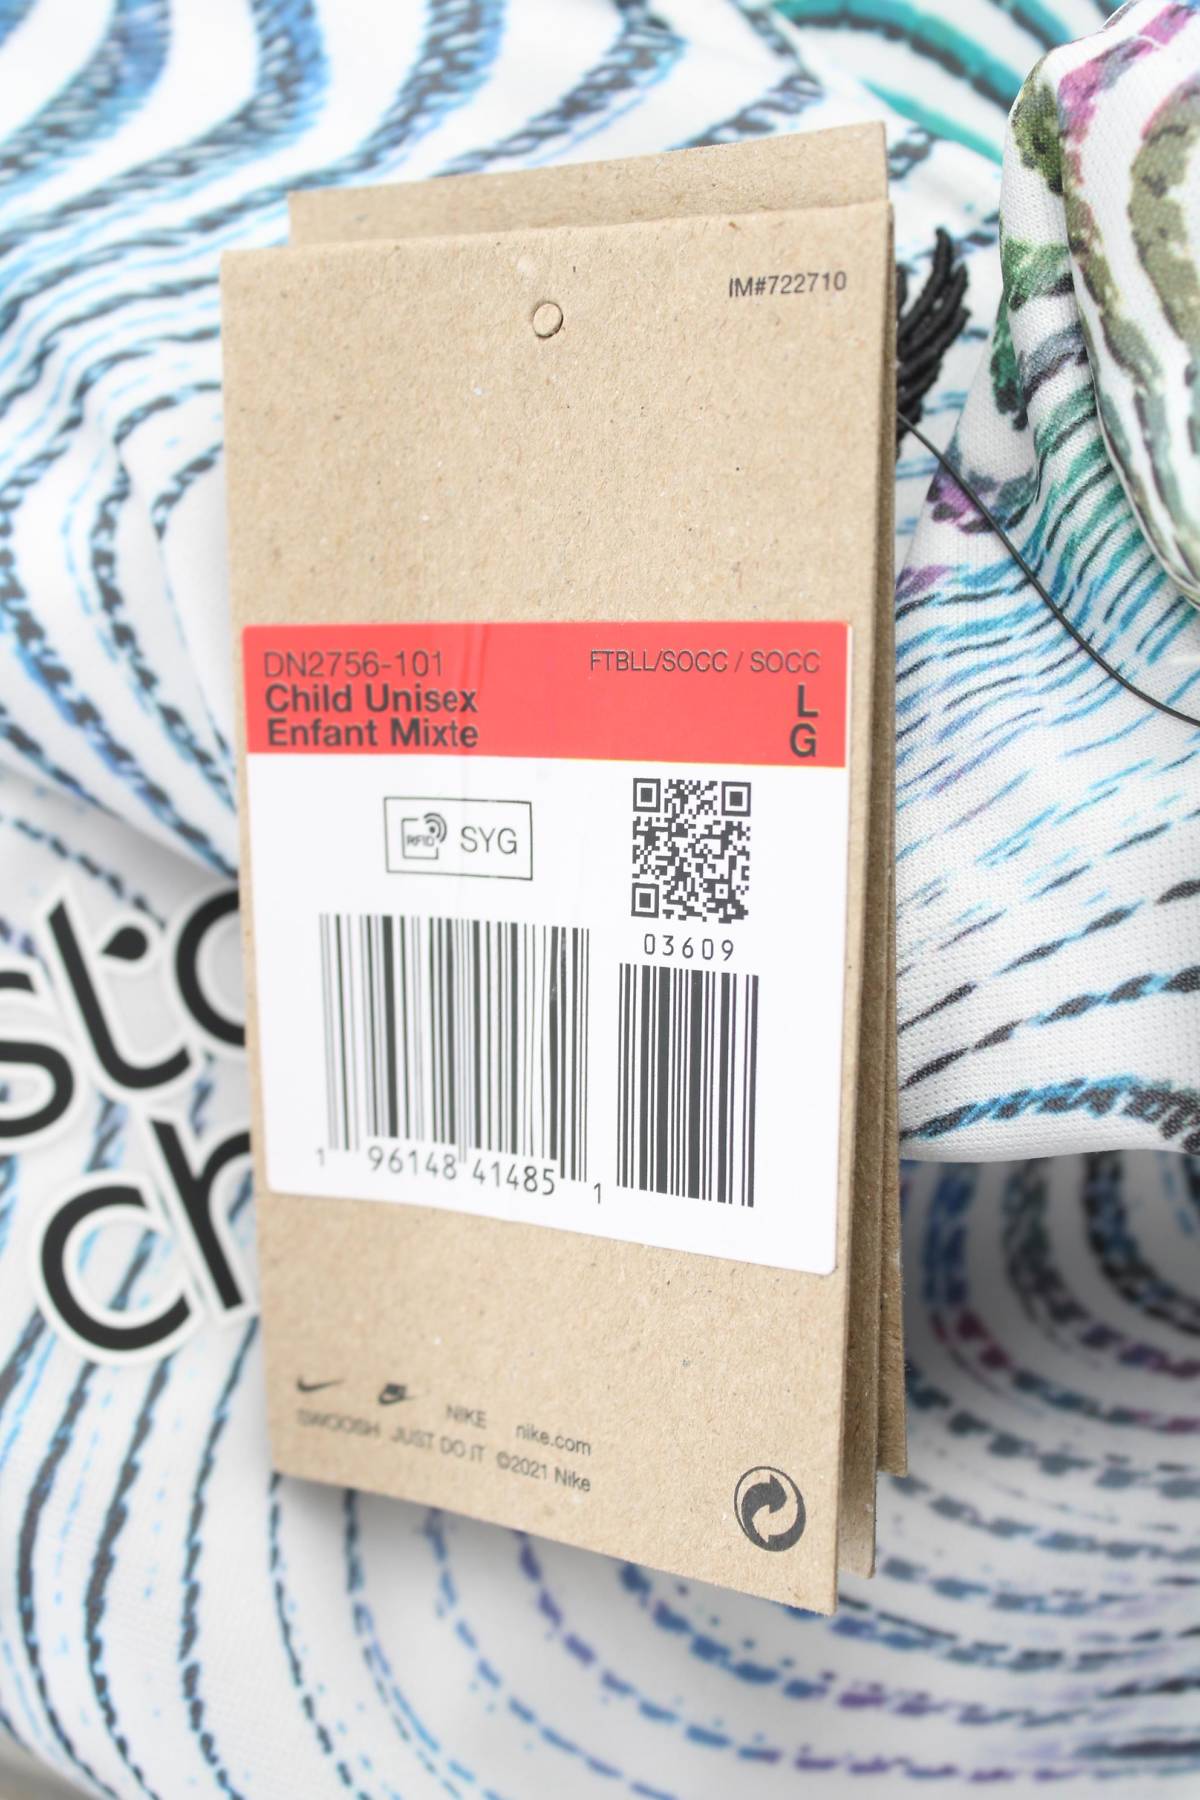 IM#722710
DN2756-101
FTBLL/SOCC / SOCC
Child Unisex
L
Enfant Mixte
G
RFID
SYG
03609
1 96148 41485 1
NIKE nike.com
SWOOSH JUST DO IT ©2021 Nike